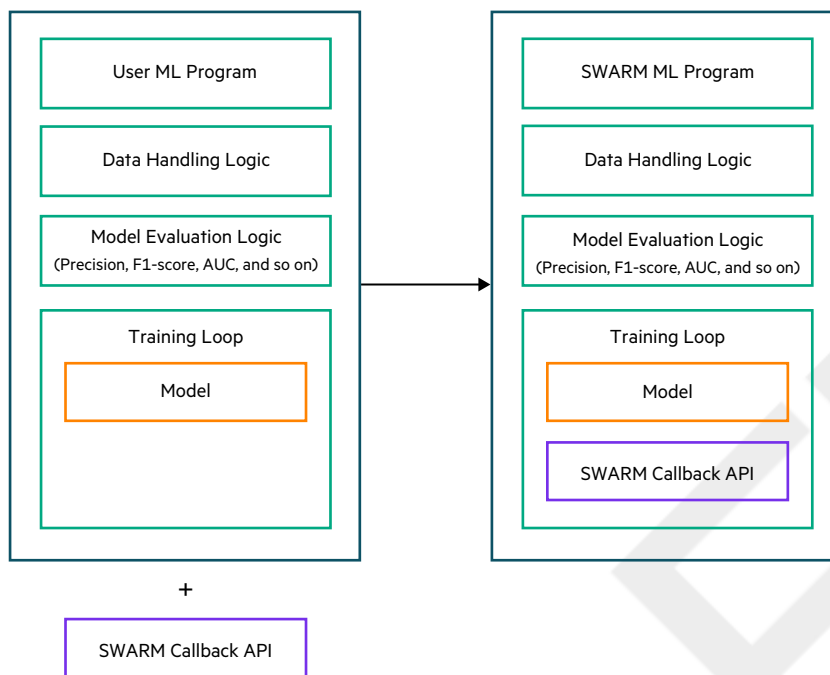 User ML Program
Data Handling Logic
Model Evaluation Logic
(Precision, F1-score, AUC, and so on)
Training Loop
Model
+
SWARM Callback API
SWARM ML Program
Data Handling Logic
Model Evaluation Logic
(Precision, F1-score, AUC, and so on)
Training Loop
Model
SWARM Callback API